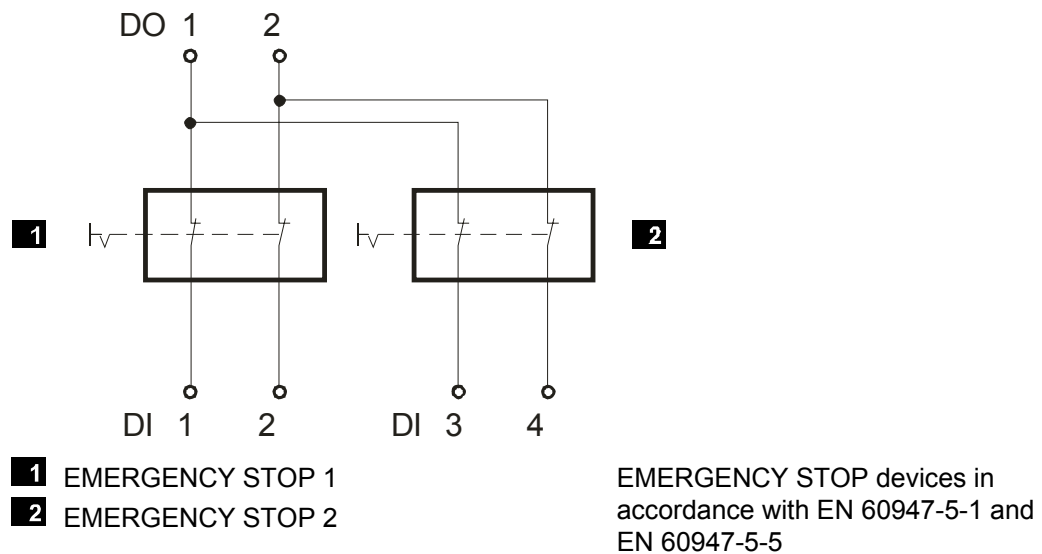 DO 1 2
1
2
DI 1 2 DI 3 4
1 EMERGENCY STOP 1
2 EMERGENCY STOP 2
EMERGENCY STOP devices in
accordance with EN 60947-5-1 and
EN 60947-5-5